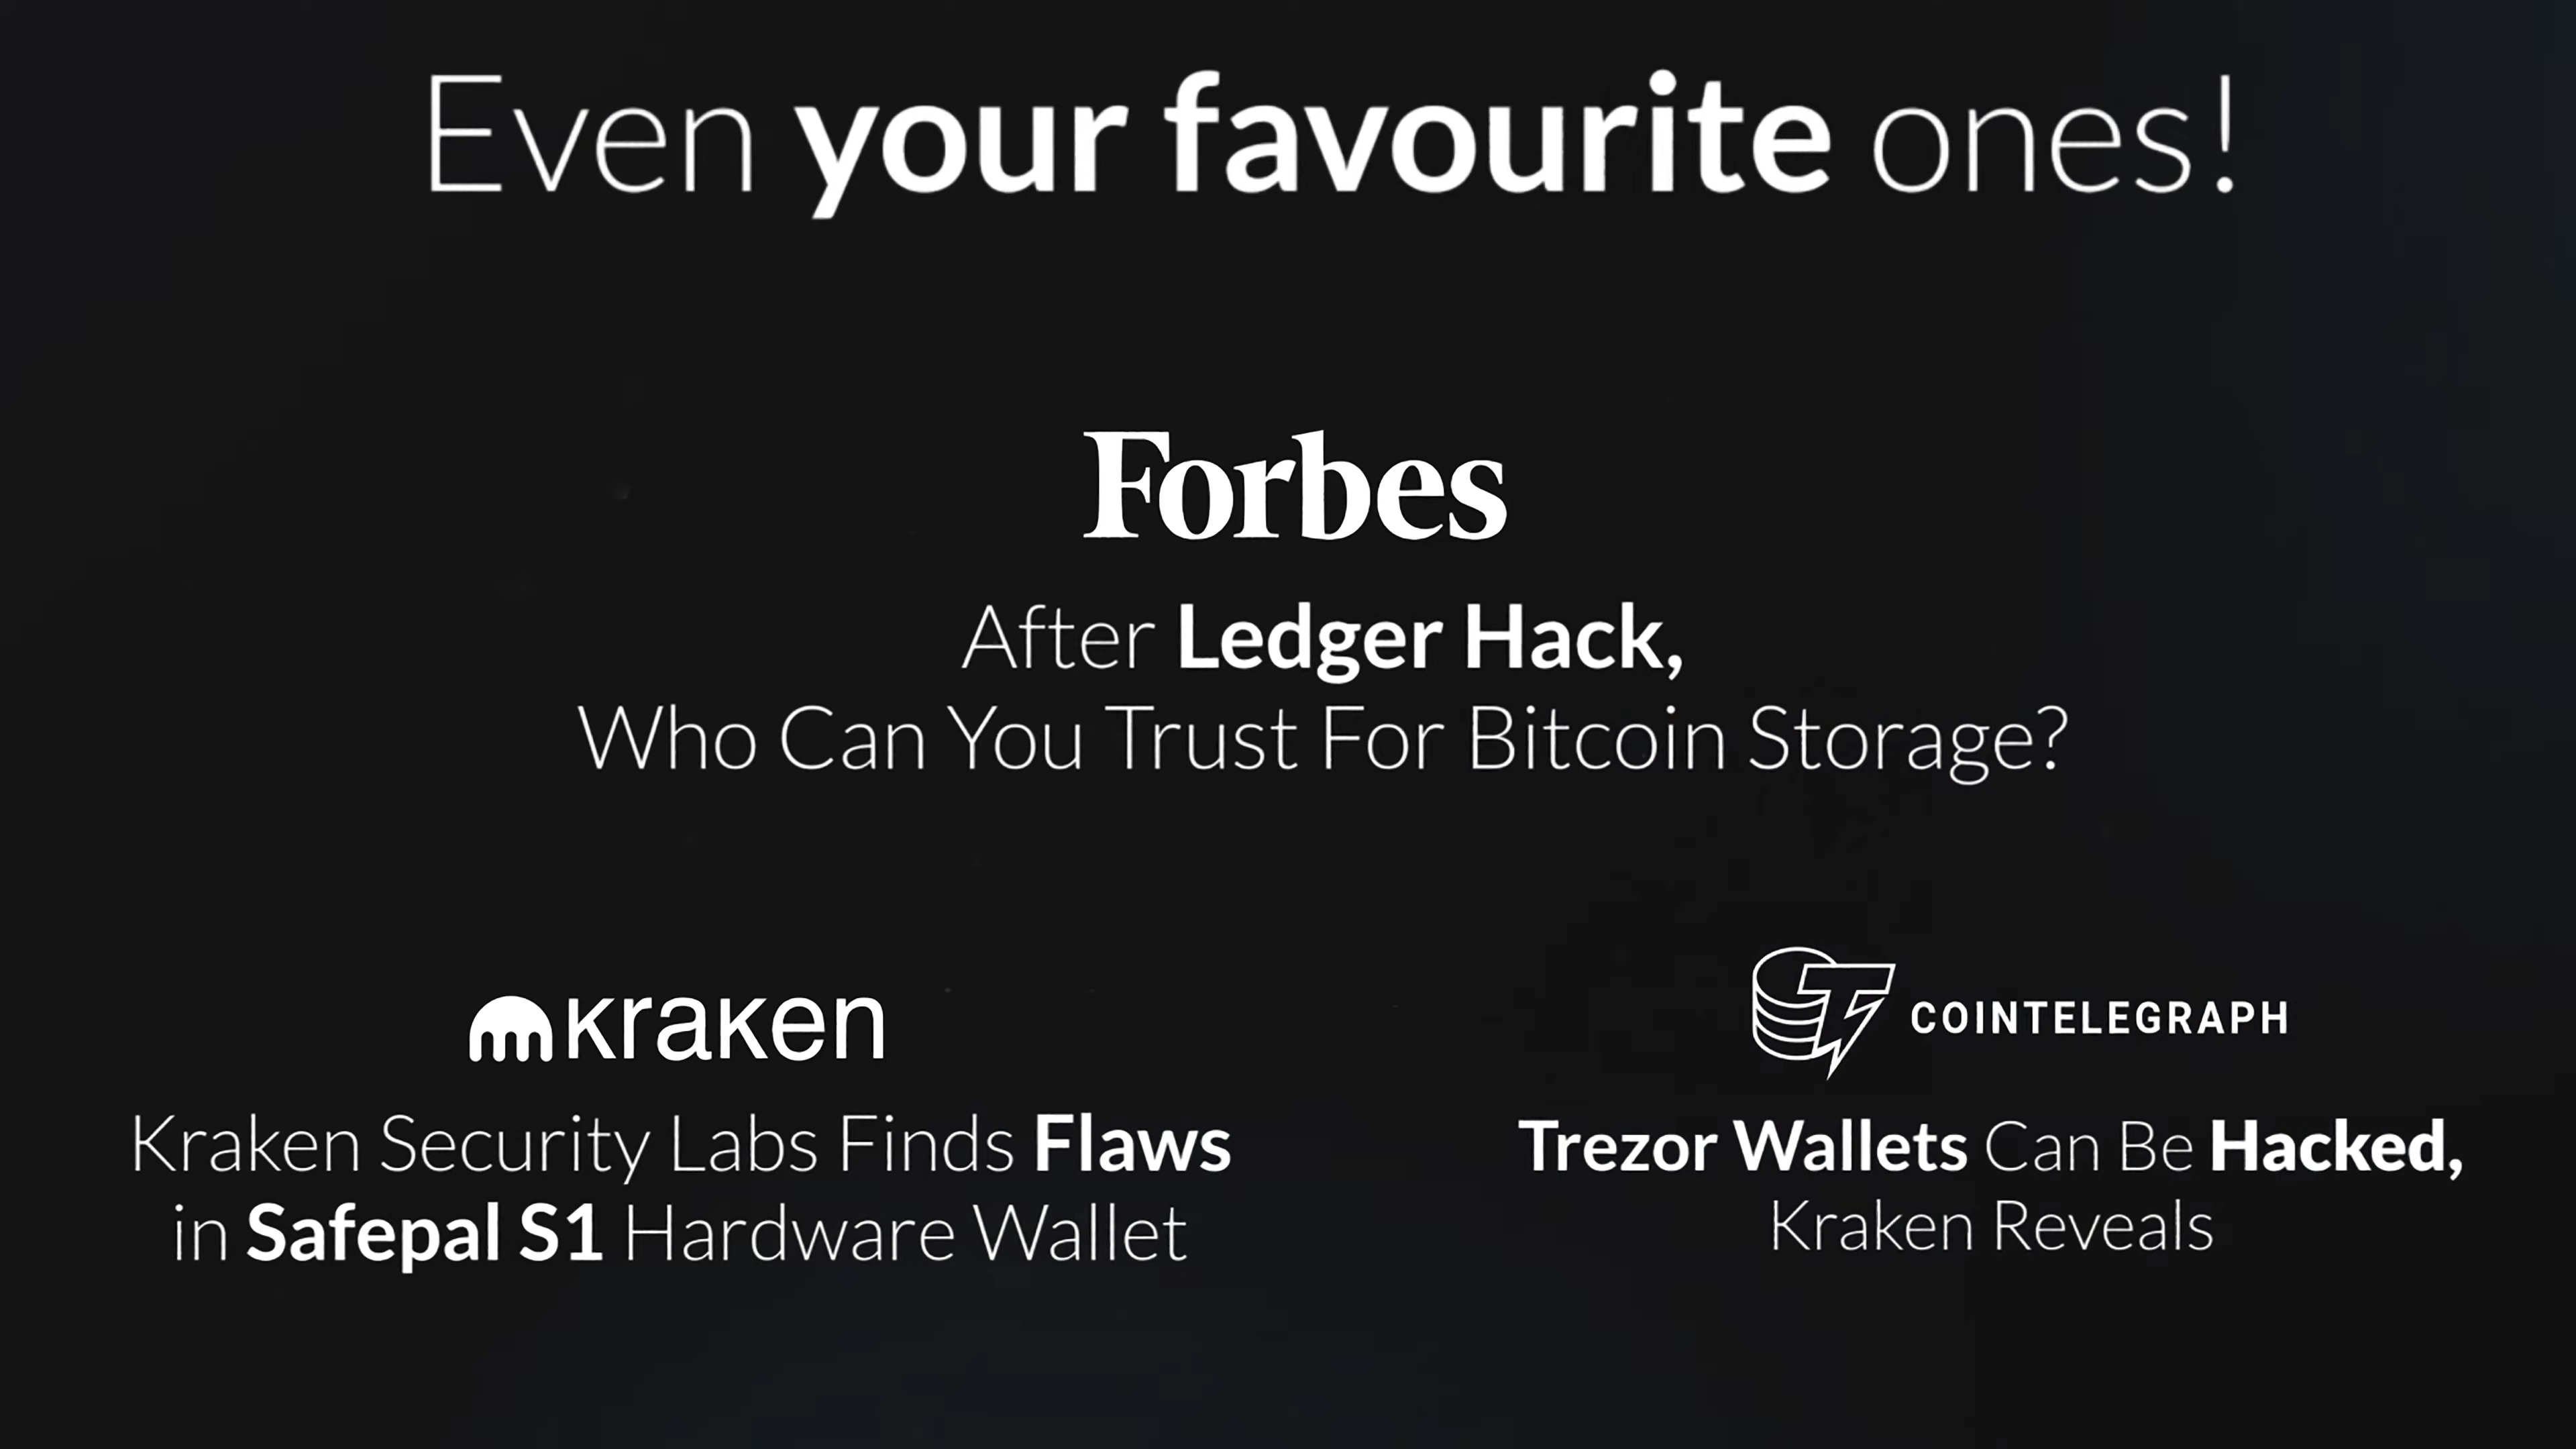 Even your favourite ones!
Forbes
After Ledger Hack,
Who Can You Trust For Bitcoin Storage?
kraken
Kraken Security Labs Finds Flaws
in Safepal S1 Hardware Wallet
COINTELEGRAPH
Trezor Wallets Can Be Hacked,
Kraken Reveals